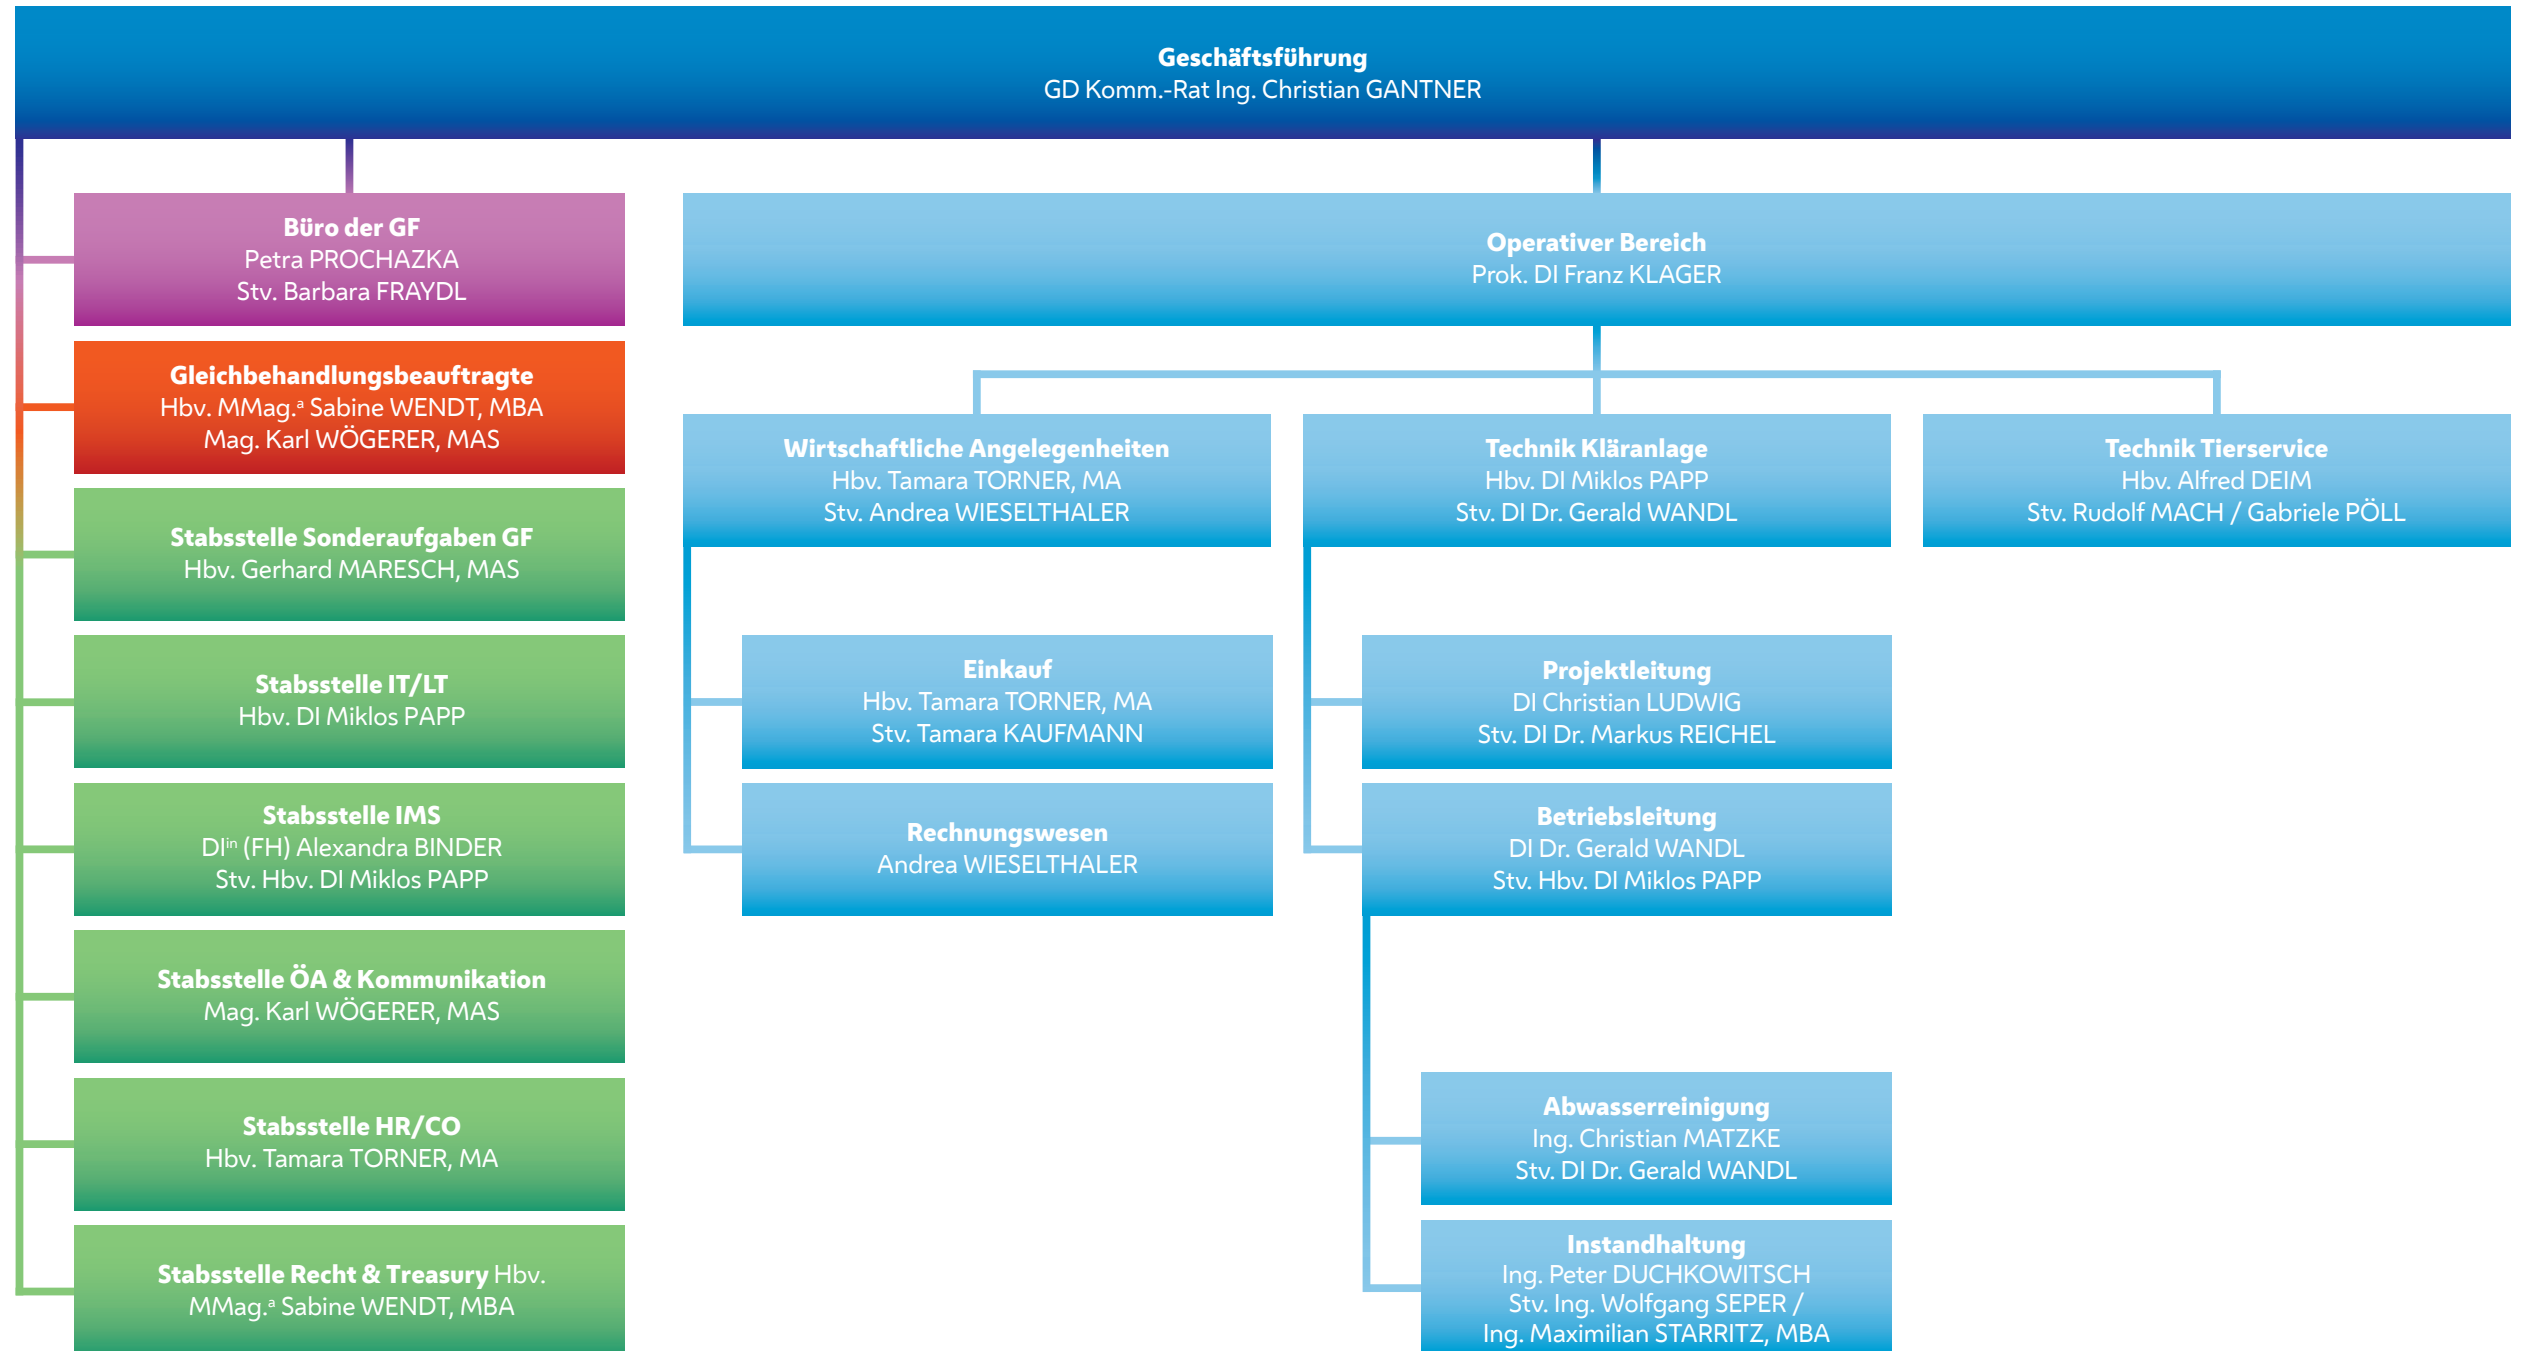 Geschäftsführung
GD Komm.-Rat Ing. Christian GANTNER
Büro der GF
Petra PROCHAZKA
Stv. Barbara FRAYDL
Gleichbehandlungsbeauftragte
Hbv. MMag.ª Sabine WENDT, MBA
Mag. Karl WÖGERER, MAS
Stabsstelle Sonderaufgaben GF
Hbv. Gerhard MARESCH, MAS
Stabsstelle IT/LT
Hbv. DI Miklos PAPP
Stabsstelle IMS
DIⁱⁿ (FH) Alexandra BINDER
Stv. Hbv. DI Miklos PAPP
Stabsstelle ÖA & Kommunikation
Mag. Karl WÖGERER, MAS
Stabsstelle HR/CO
Hbv. Tamara TORNER, MA
Stabsstelle Recht & Treasury Hbv.
MMag.ª Sabine WENDT, MBA
Operativer Bereich
Prok. DI Franz KLAGER
Wirtschaftliche Angelegenheiten
Hbv. Tamara TORNER, MA
Stv. Andrea WIESELTHALER
Einkauf
Hbv. Tamara TORNER, MA
Stv. Tamara KAUFMANN
Rechnungswesen
Andrea WIESELTHALER
Technik Kläranlage
Hbv. DI Miklos PAPP
Stv. DI Dr. Gerald WANDL
Projektleitung
DI Christian LUDWIG
Stv. DI Dr. Markus REICHEL
Betriebsleitung
DI Dr. Gerald WANDL
Stv. Hbv. DI Miklos PAPP
Abwasserreinigung
Ing. Christian MATZKE
Stv. DI Dr. Gerald WANDL
Instandhaltung
Ing. Peter DUCHKOWITSCH
Stv. Ing. Wolfgang SEPER /
Ing. Maximilian STARRITZ, MBA
Technik Tierservice
Hbv. Alfred DEIM
Stv. Rudolf MACH / Gabriele PÖLL